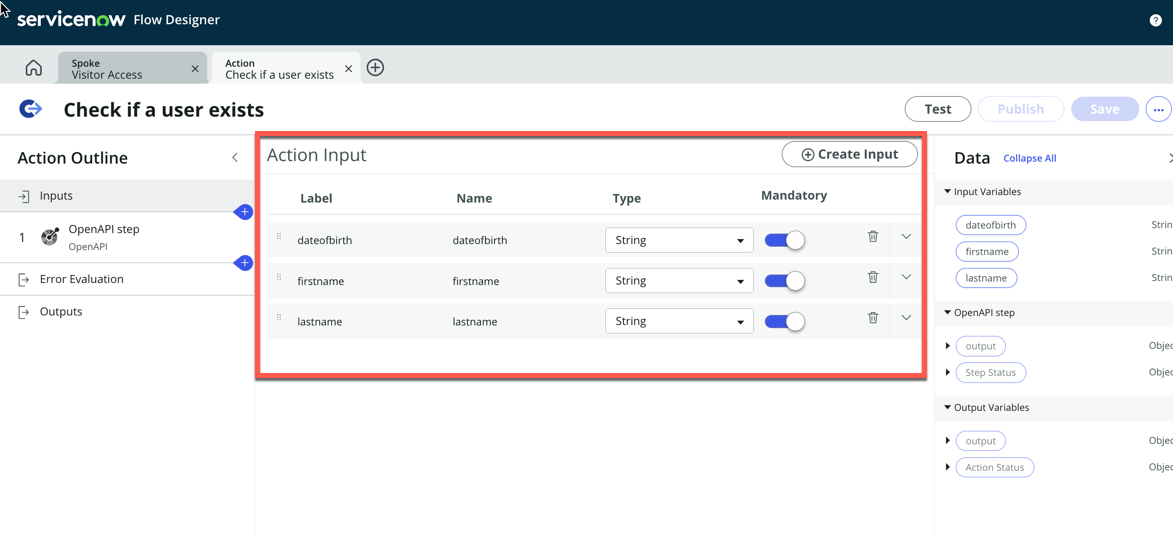 servicenow Flow Designer
?
Spoke
Visitor Access
Action
Check if a user exists
Check if a user exists
Test
Publish
Save
Action Outline
Inputs
1
OpenAPI step
OpenAPI
Error Evaluation
Outputs
Action Input
Create Input
Label Name Type Mandatory
dateofbirth dateofbirth String
firstname firstname String
lastname lastname String
Data Collapse All
Input Variables
dateofbirth Strin
firstname Strin
lastname Strin
OpenAPI step
output Objec
Step Status Objec
Output Variables
output Objec
Action Status Objec